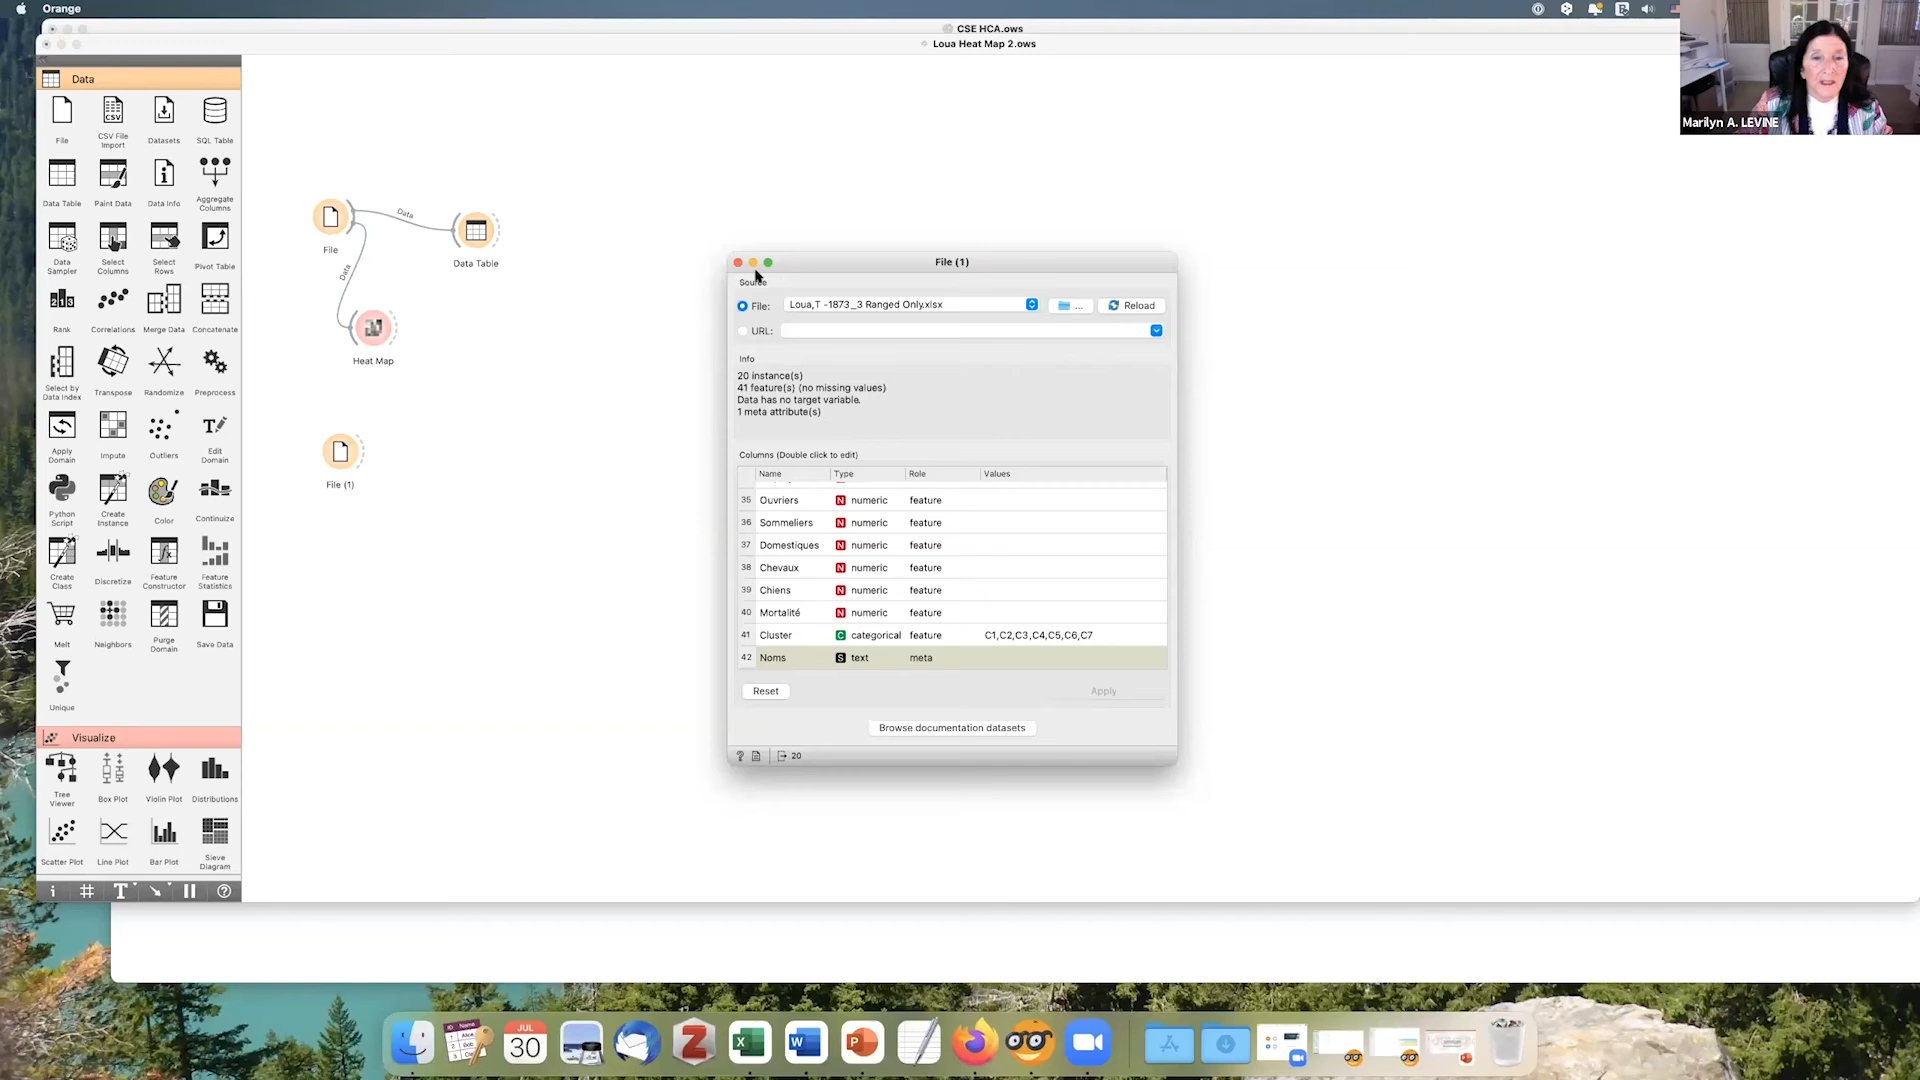 Orange
CSE HCA.ows
Loua Heat Map 2.ows
Marilyn A. LEVINE
Data
File
CSV File Import
Datasets
SQL Table
Data Table
Paint Data
Data Info
Aggregate Columns
Data Sampler
Select Columns
Select Rows
Pivot Table
Rank
Correlations
Merge Data
Concatenate
Select by Data Index
Transpose
Randomize
Preprocess
Apply Domain
Impute
Outliers
Edit Domain
Python Script
Create Instance
Color
Continuize
Create Class
Discretize
Feature Constructor
Feature Statistics
Melt
Neighbors
Purge Domain
Save Data
Unique
Visualize
Tree Viewer
Box Plot
Violin Plot
Distributions
Scatter Plot
Line Plot
Bar Plot
Sieve Diagram
File
Data
Data Table
Data
Heat Map
File (1)
File (1)
Source
File: Loua,T -1873_3 Ranged Only.xlsx ... Reload
URL:
Info
20 instance(s)
41 feature(s) (no missing values)
Data has no target variable.
1 meta attribute(s)
Columns (Double click to edit)
Name Type Role Values
35 Ouvriers N numeric feature
36 Sommeliers N numeric feature
37 Domestiques N numeric feature
38 Chevaux N numeric feature
39 Chiens N numeric feature
40 Mortalité N numeric feature
41 Cluster C categorical feature C1,C2,C3,C4,C5,C6,C7
42 Noms S text meta
Reset Apply
Browse documentation datasets
20
JUL
30